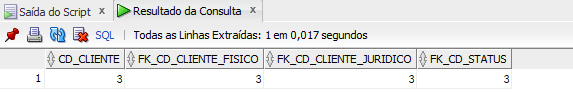 Saída do Script x Resultado da Consulta x
SQL | Todas as Linhas Extraídas: 1 em 0,017 segundos
CD_CLIENTE FK_CD_CLIENTE_FISICO FK_CD_CLIENTE_JURIDICO FK_CD_STATUS
1 3 3 3 3